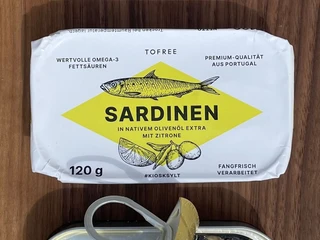 TOFREE
WERTVOLLE OMEGA-3
FETTSÄUREN
PREMIUM-QUALITÄT
AUS PORTUGAL
SARDINEN
IN NATIVEM OLIVENÖL EXTRA
MIT ZITRONE
120 g
#KIOSKSYLT
FANGFRISCH
VERARBEITET